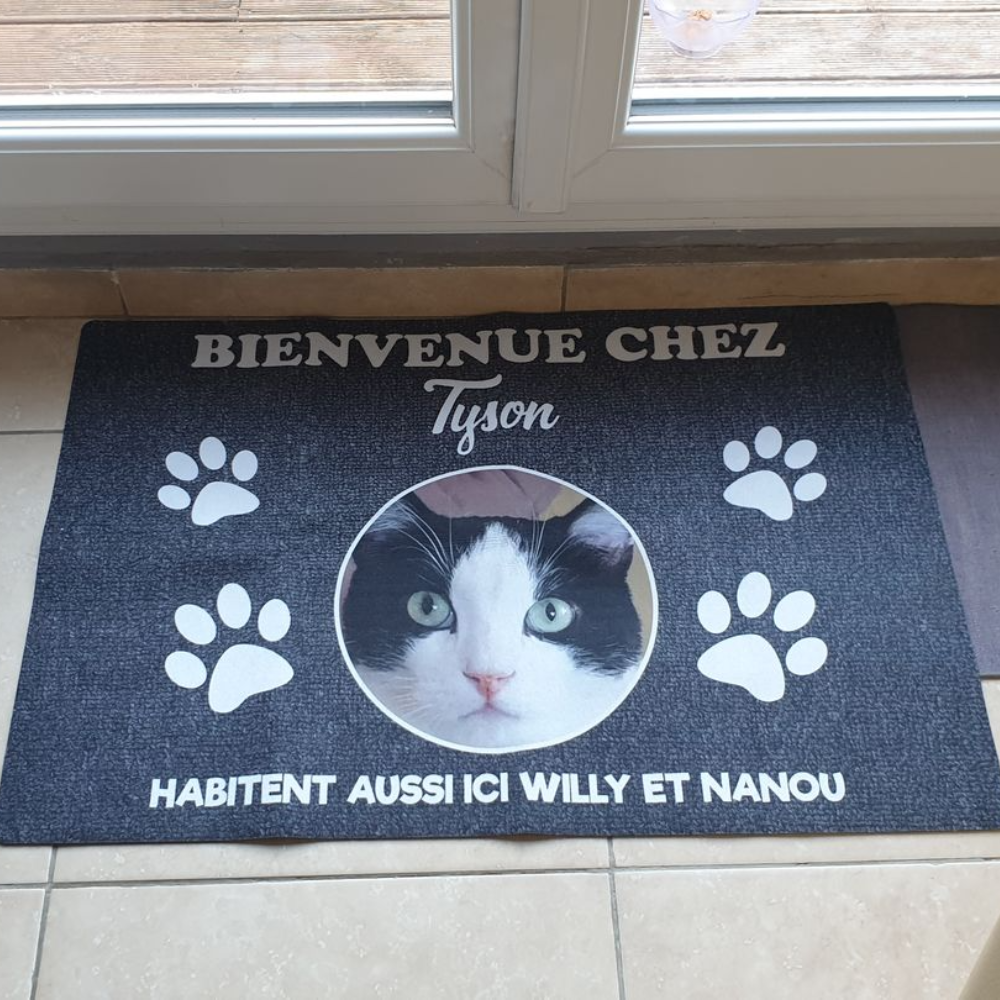 BIENVENUE CHEZ
Tyson
HABITENT AUSSI ICI WILLY ET NANOU